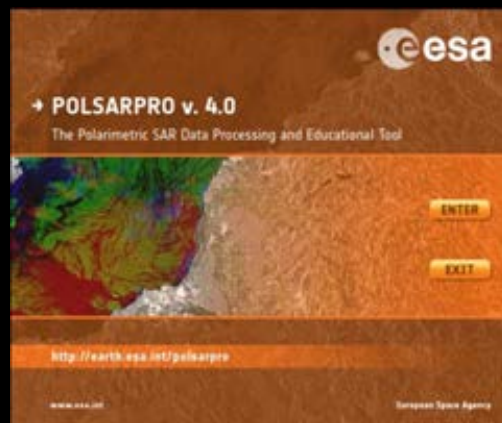 esa
→ POLSARPRO v. 4.0
The Polarimetric SAR Data Processing and Educational Tool
ENTER
EXIT
http://earth.esa.int/polsarpro
www.esa.int
European Space Agency